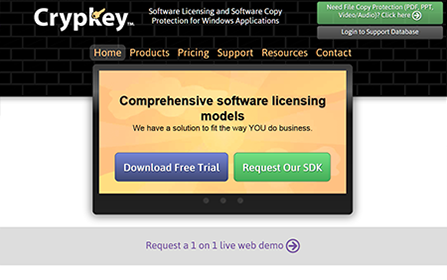 CrypKey™
Software Licensing and Software Copy
Protection for Windows Applications
Need File Copy Protection (PDF, PPT,
Video/Audio)? Click here
Login to Support Database
Home Products Pricing Support Resources Contact
Comprehensive software licensing
models
We have a solution to fit the way YOU do business.
Download Free Trial Request Our SDK
Request a 1 on 1 live web demo